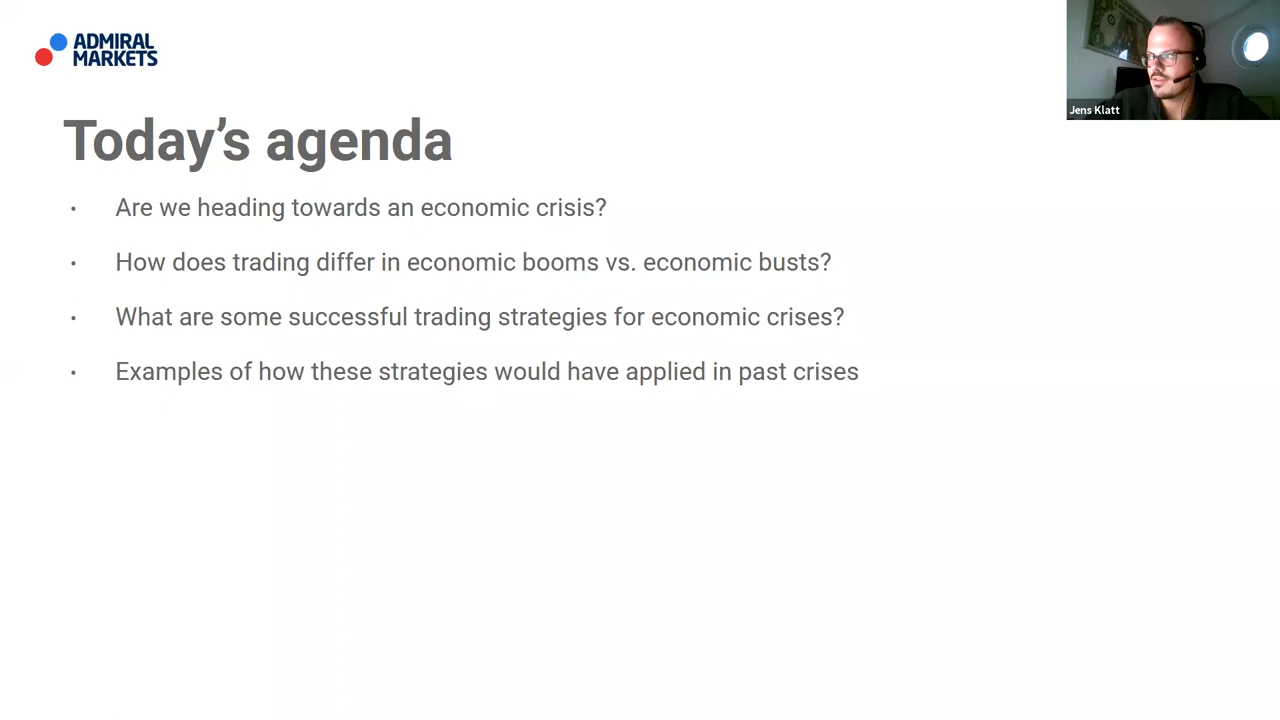 ADMIRAL
MARKETS
Jens Klatt
Today's agenda
• Are we heading towards an economic crisis?
• How does trading differ in economic booms vs. economic busts?
• What are some successful trading strategies for economic crises?
• Examples of how these strategies would have applied in past crises